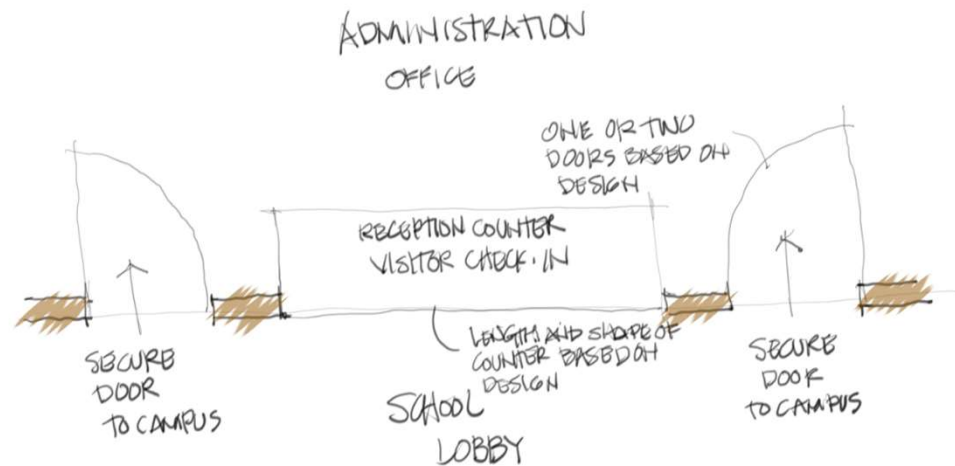 ADMINISTRATION
OFFICE
ONE OR TWO
DOORS BASED ON
DESIGN
RECEPTION COUNTER
VISITOR CHECK-IN
LENGTH AND SHAPE OF
COUNTER BASED ON
DESIGN
SECURE
DOOR
TO CAMPUS
SCHOOL
LOBBY
SECURE
DOOR
TO CAMPUS